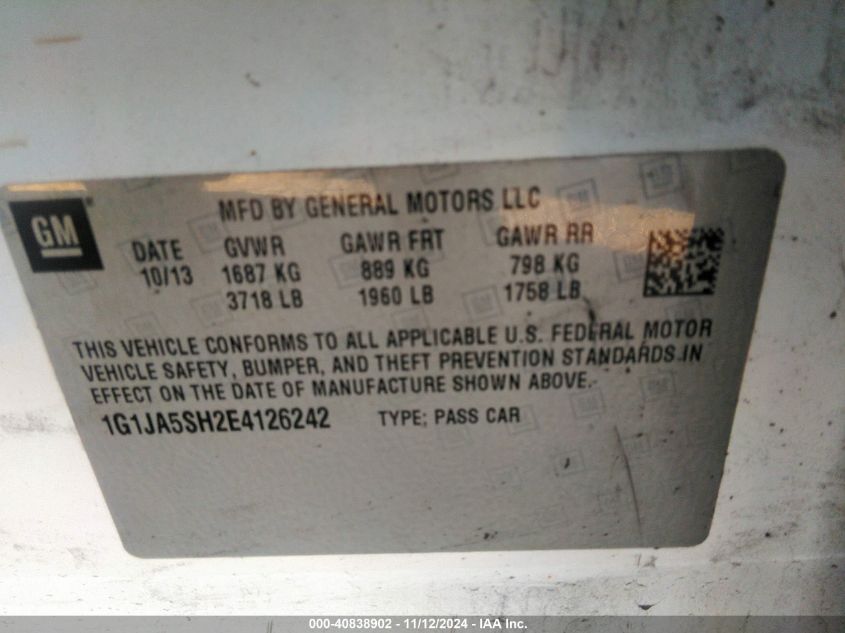 GM
MFD BY GENERAL MOTORS LLC
DATE GVWR GAWR FRT GAWR RR
10/13 1687 KG 889 KG 798 KG
3718 LB 1960 LB 1758 LB
THIS VEHICLE CONFORMS TO ALL APPLICABLE U.S. FEDERAL MOTOR
VEHICLE SAFETY, BUMPER, AND THEFT PREVENTION STANDARDS IN
EFFECT ON THE DATE OF MANUFACTURE SHOWN ABOVE.
1G1JA5SH2E4126242 TYPE: PASS CAR
000-40838902 - 11/12/2024 - IAA Inc.